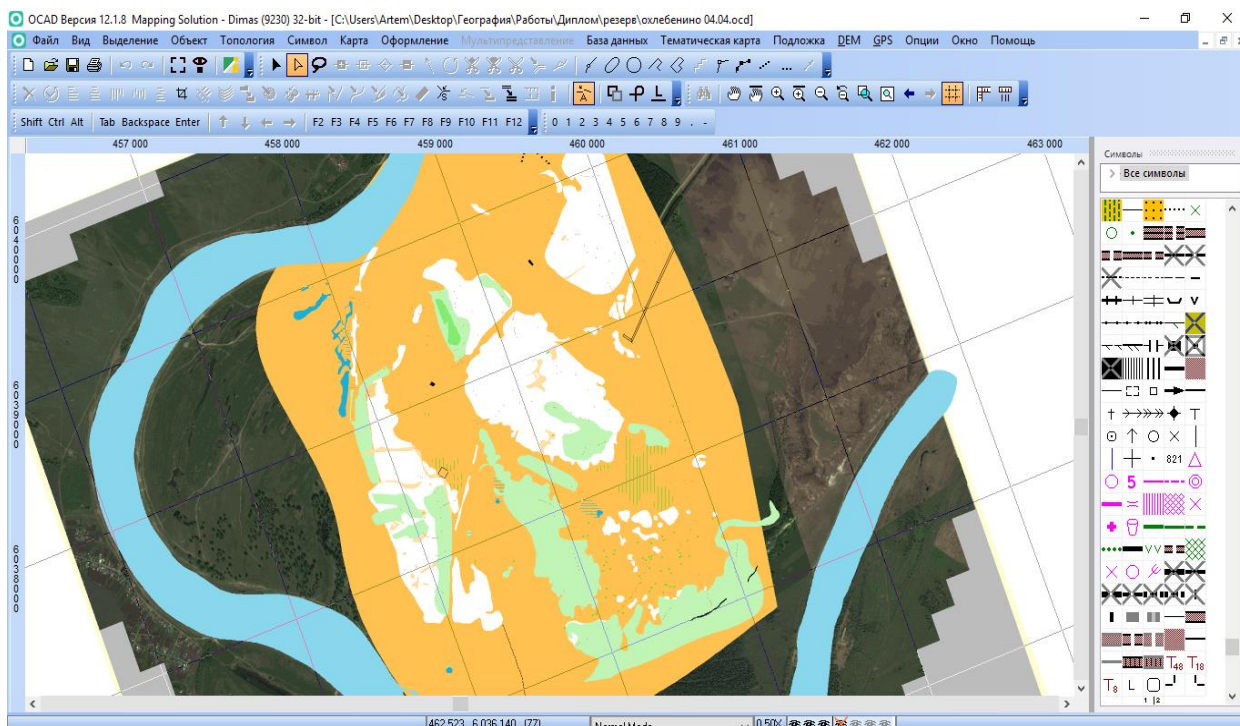 OCAD Версия 12.1.8 Mapping Solution - Dimas (9230) 32-bit - [C:\Users\Artem\Desktop\География\Работы\Диплом\резерв\охлебенино 04.04.ocd]
Файл Вид Выделение Объект Топология Символ Карта Оформление Мультипредставление База данных Тематическая карта Подложка DEM GPS Опции Окно Помощь
Shift Ctrl Alt Tab Backspace Enter F2 F3 F4 F5 F6 F7 F8 F9 F10 F11 F12 0 1 2 3 4 5 6 7 8 9 . -
457 000 458 000 459 000 460 000 461 000 462 000 463 000
Символы
Все символы
6040000
6039000
6038000
821
5
T48 T18
T8 L
1 2
462 523 6 036 140 (77) Normal Mode 0.50%